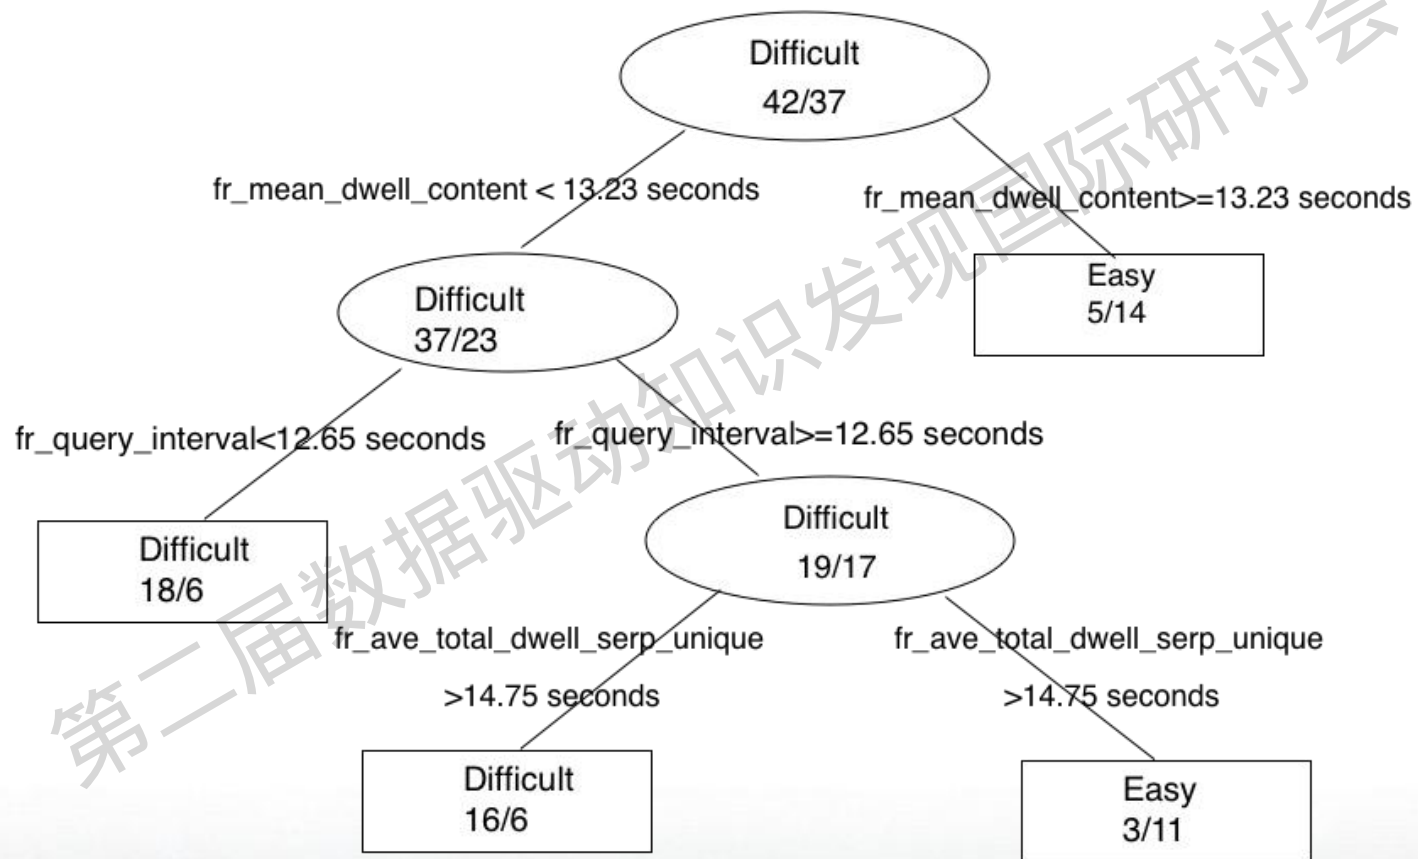 Difficult
42/37
fr_mean_dwell_content < 13.23 seconds
fr_mean_dwell_content>=13.23 seconds
Difficult
37/23
Easy
5/14
fr_query_interval<12.65 seconds
fr_query_interval>=12.65 seconds
Difficult
18/6
Difficult
19/17
fr_ave_total_dwell_serp_unique
>14.75 seconds
fr_ave_total_dwell_serp_unique
>14.75 seconds
Difficult
16/6
Easy
3/11
第二届数据驱动知识发现国际研讨会